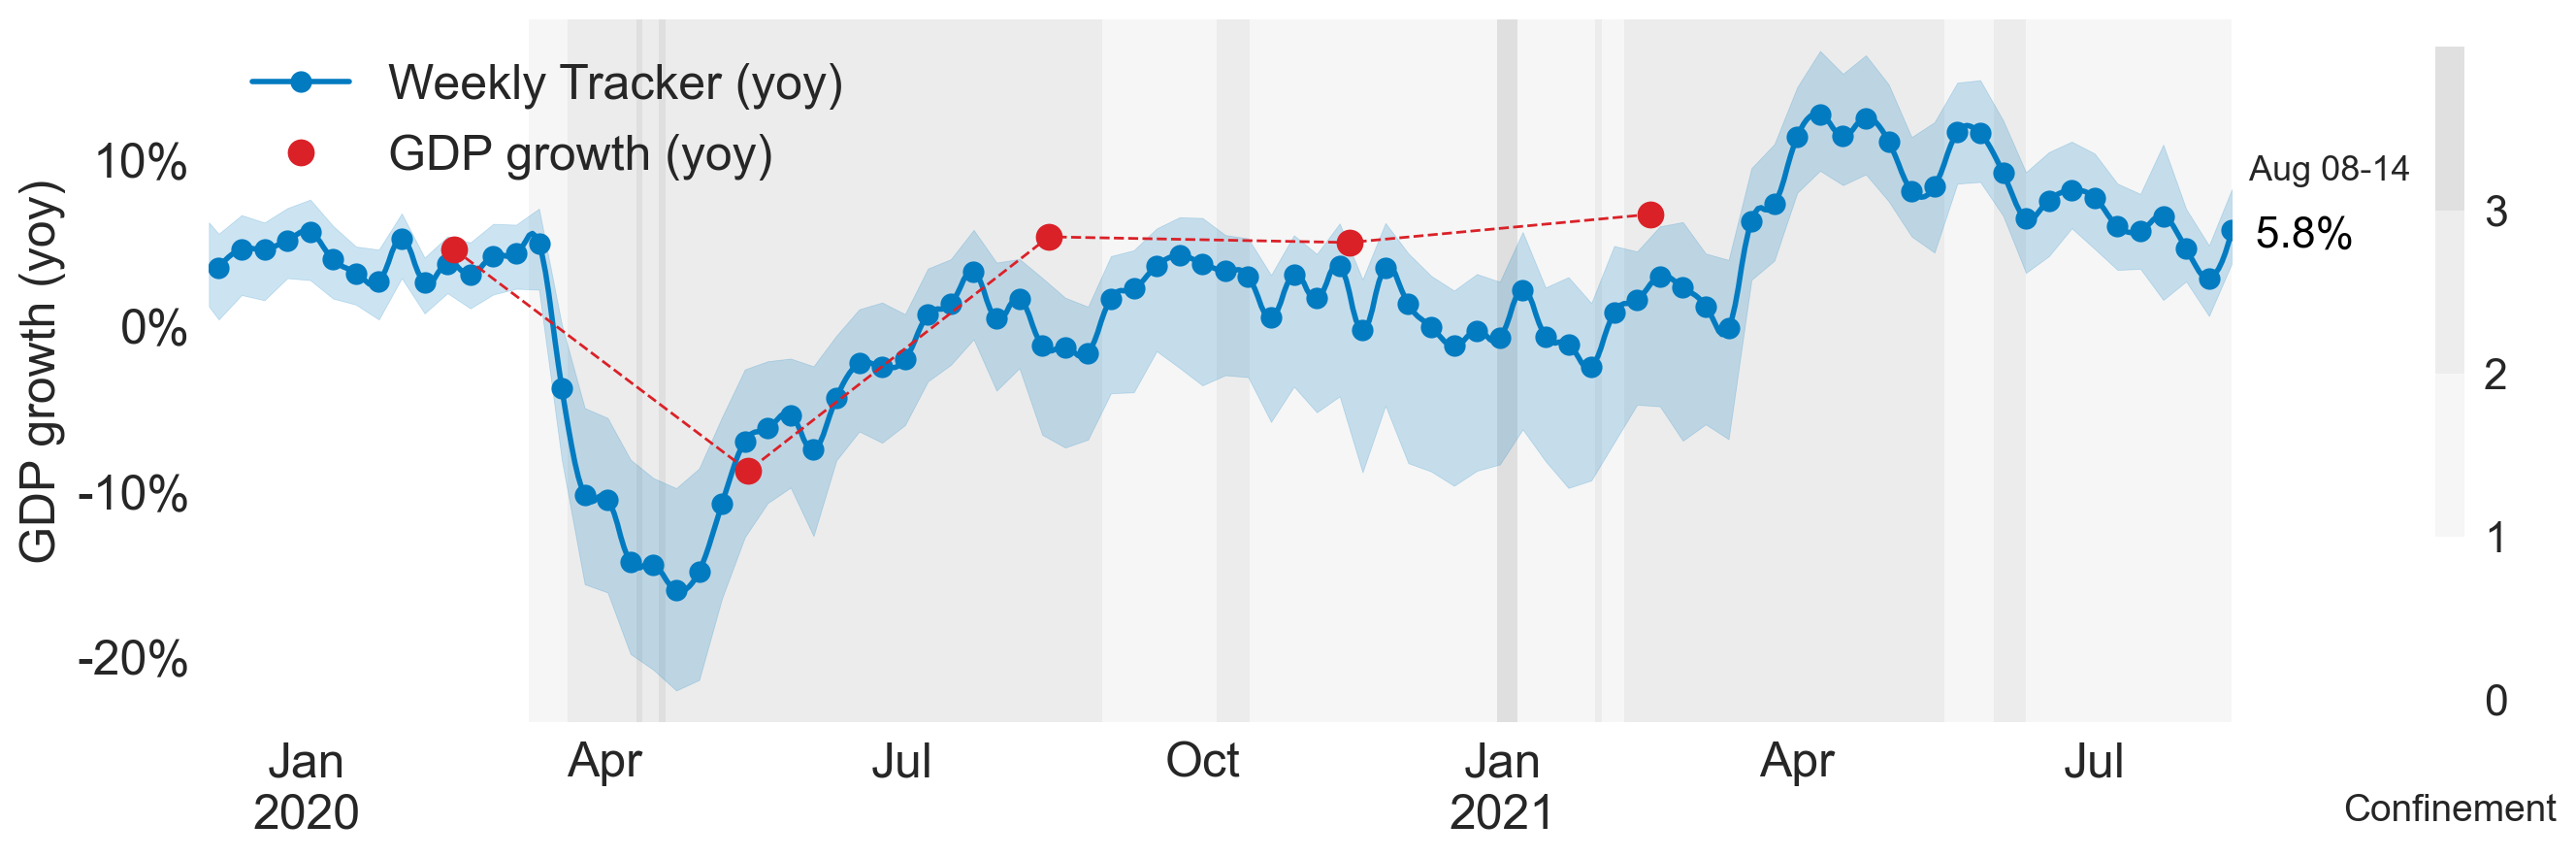 Weekly Tracker (yoy)
GDP growth (yoy)
GDP growth (yoy)
10%
0%
-10%
-20%
Jan
2020
Apr
Jul
Oct
Jan
2021
Apr
Jul
Aug 08-14
5.8%
3
2
1
0
Confinement